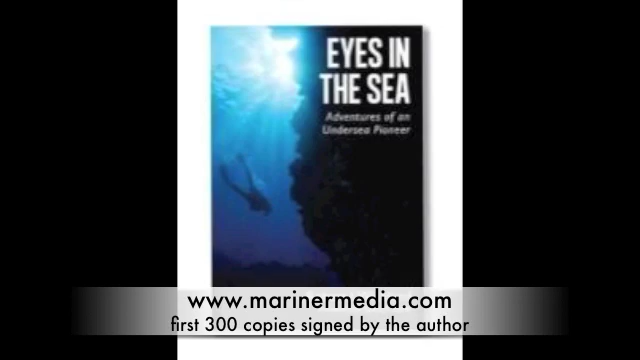 EYES IN
THE SEA
Adventures of an
Undersea Pioneer
www.marinermedia.com
first 300 copies signed by the author